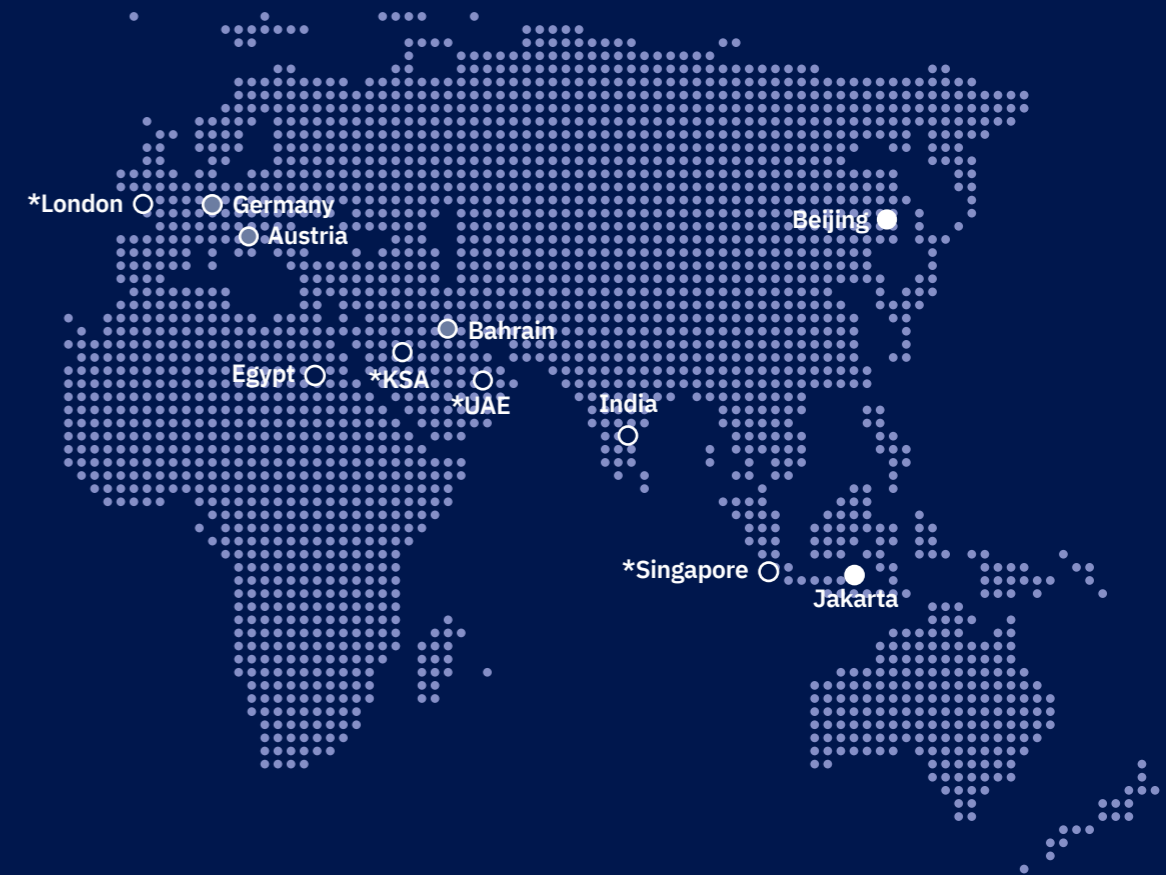 *London
Germany
Austria
Beijing
Bahrain
Egypt
*KSA
*UAE
India
*Singapore
Jakarta